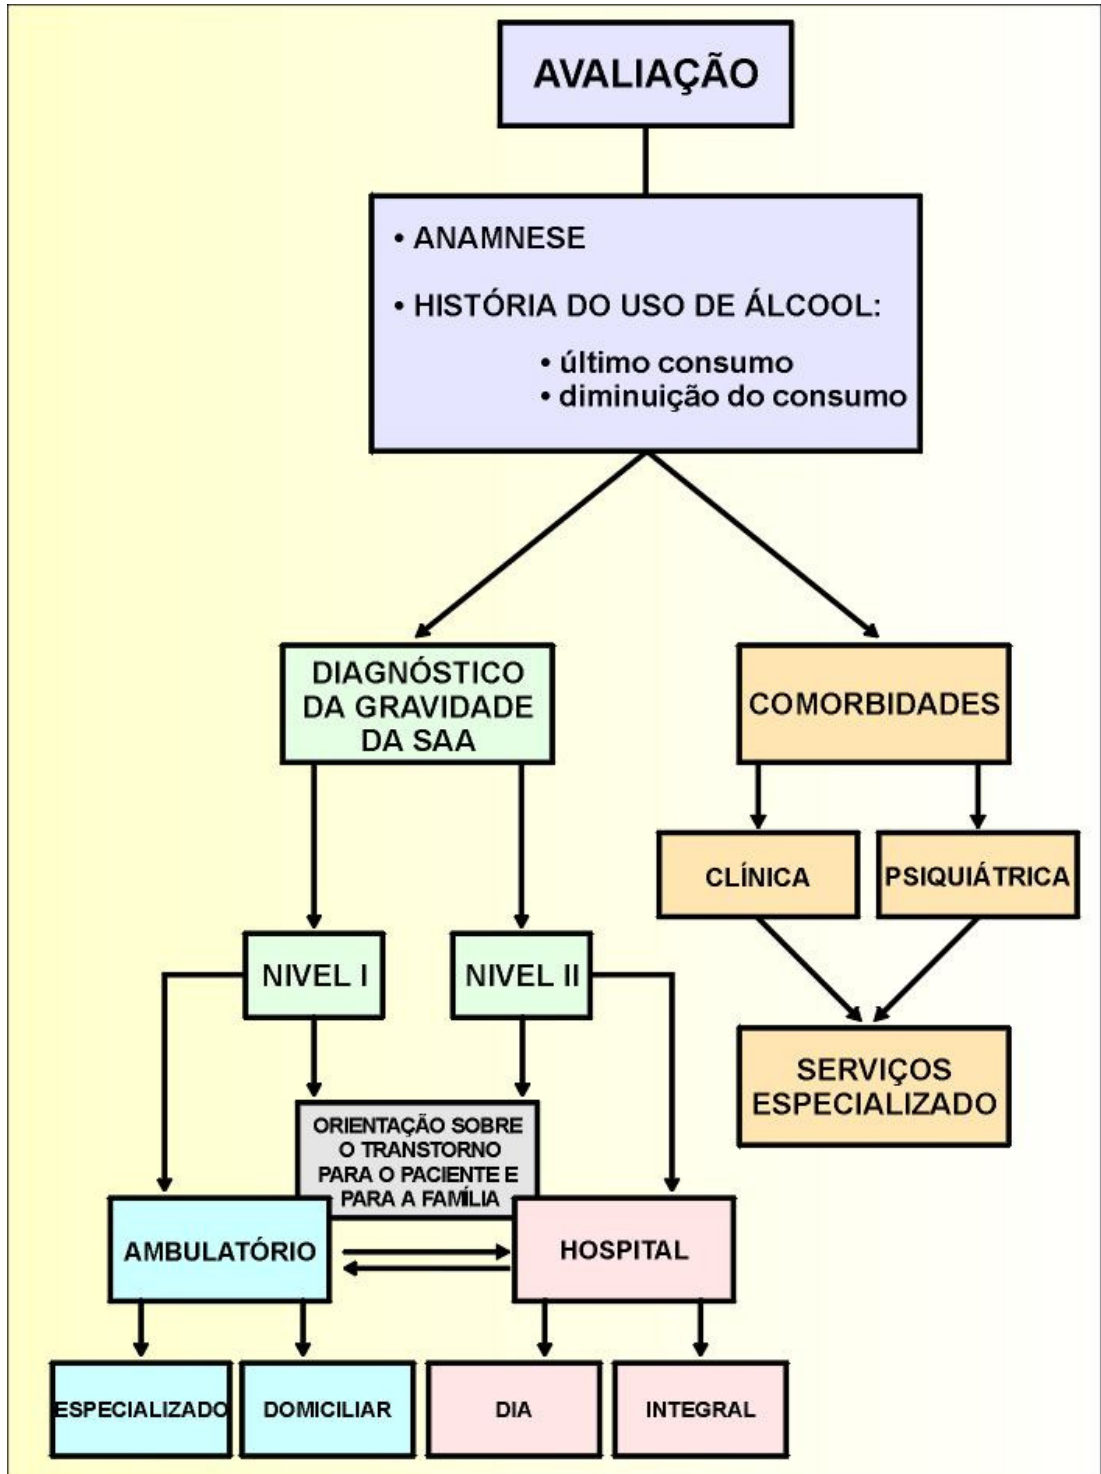 AVALIAÇÃO
• ANAMNESE
• HISTÓRIA DO USO DE ÁLCOOL:
• último consumo
• diminuição do consumo
DIAGNÓSTICO
DA GRAVIDADE
DA SAA
COMORBIDADES
CLÍNICA
PSIQUIÁTRICA
NIVEL I
NIVEL II
SERVIÇOS
ESPECIALIZADO
ORIENTAÇÃO SOBRE
O TRANSTORNO
PARA O PACIENTE E
PARA A FAMÍLIA
AMBULATÓRIO
HOSPITAL
ESPECIALIZADO
DOMICILIAR
DIA
INTEGRAL